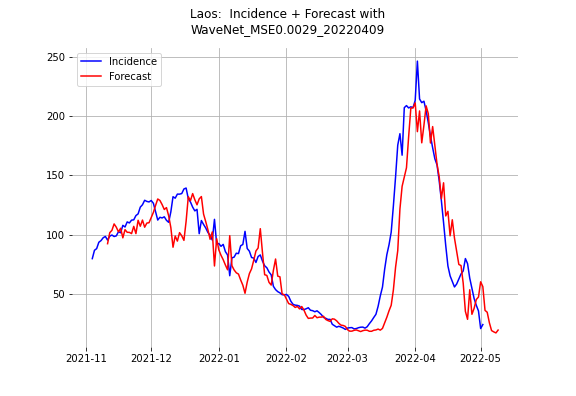 Laos:  Incidence + Forecast with
WaveNet_MSE0.0029_20220409
250
Incidence
Forecast
200
150
100
50
2021-11 2021-12 2022-01 2022-02 2022-03 2022-04 2022-05